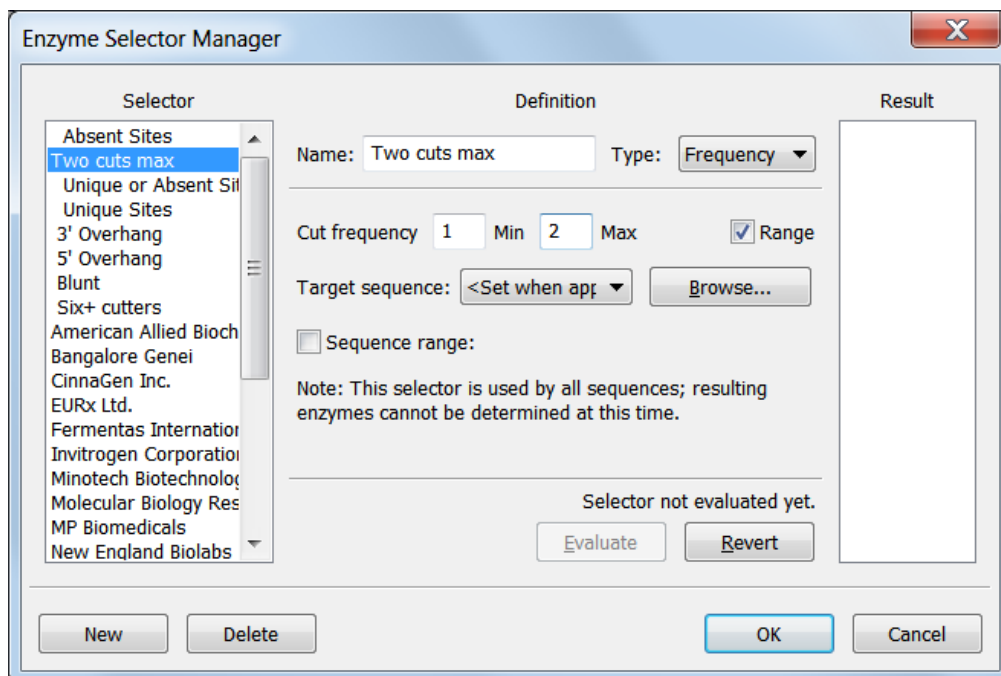 Enzyme Selector Manager
Selector
Definition
Result
Absent Sites
Two cuts max
Unique or Absent Sit
Unique Sites
3' Overhang
5' Overhang
Blunt
Six+ cutters
American Allied Bioch
Bangalore Genei
CinnaGen Inc.
EURx Ltd.
Fermentas Internation
Invitrogen Corporation
Minotech Biotechnolog
Molecular Biology Res
MP Biomedicals
New England Biolabs
Name: Two cuts max Type: Frequency
Cut frequency 1 Min 2 Max Range
Target sequence: <Set when app Browse...
Sequence range:
Note: This selector is used by all sequences; resulting
enzymes cannot be determined at this time.
Selector not evaluated yet.
Evaluate Revert
New Delete OK Cancel